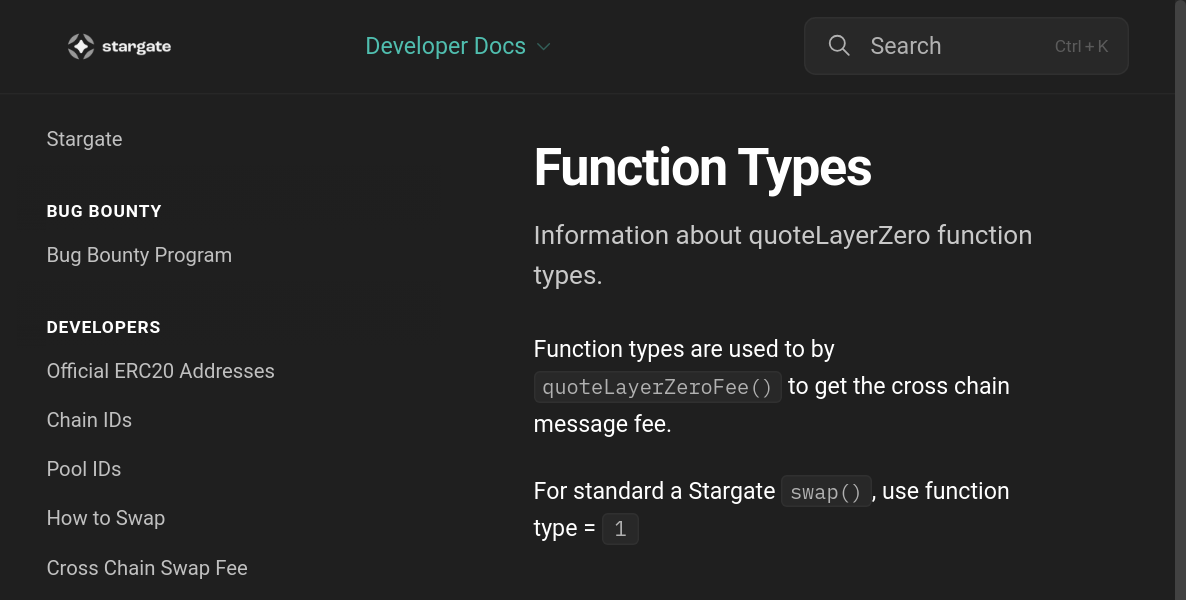 stargate
Developer Docs
Search
Ctrl + K
Stargate
BUG BOUNTY
Bug Bounty Program
DEVELOPERS
Official ERC20 Addresses
Chain IDs
Pool IDs
How to Swap
Cross Chain Swap Fee
Function Types
Information about quoteLayerZero function
types.
Function types are used to by
quoteLayerZeroFee() to get the cross chain
message fee.
For standard a Stargate swap() , use function
type = 1